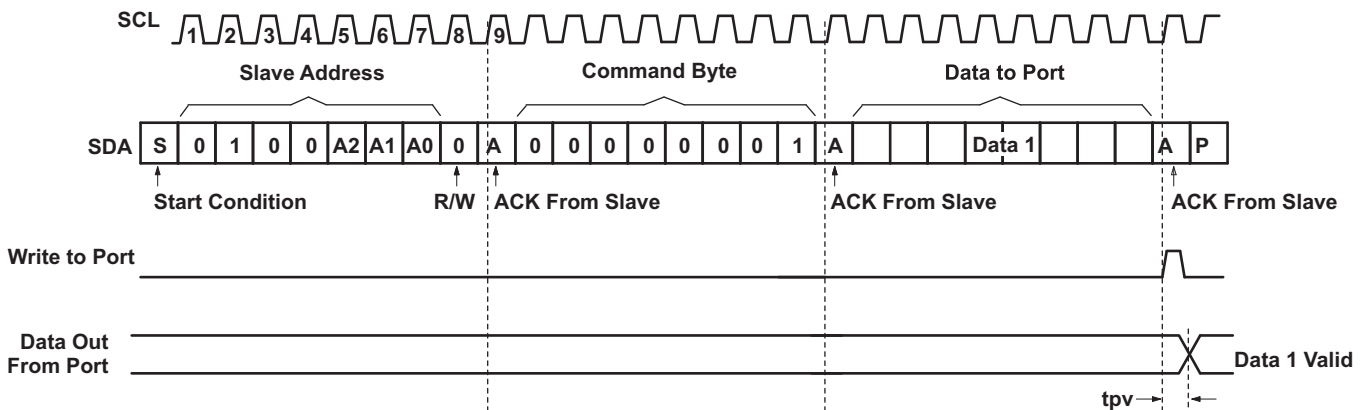 SCL 1 2 3 4 5 6 7 8 9
Slave Address Command Byte Data to Port
SDA S 0 1 0 0 A2 A1 A0 0 A 0 0 0 0 0 0 0 1 A Data 1 A P
Start Condition R/W ACK From Slave ACK From Slave ACK From Slave
Write to Port
Data Out
From Port
Data 1 Valid
tpv